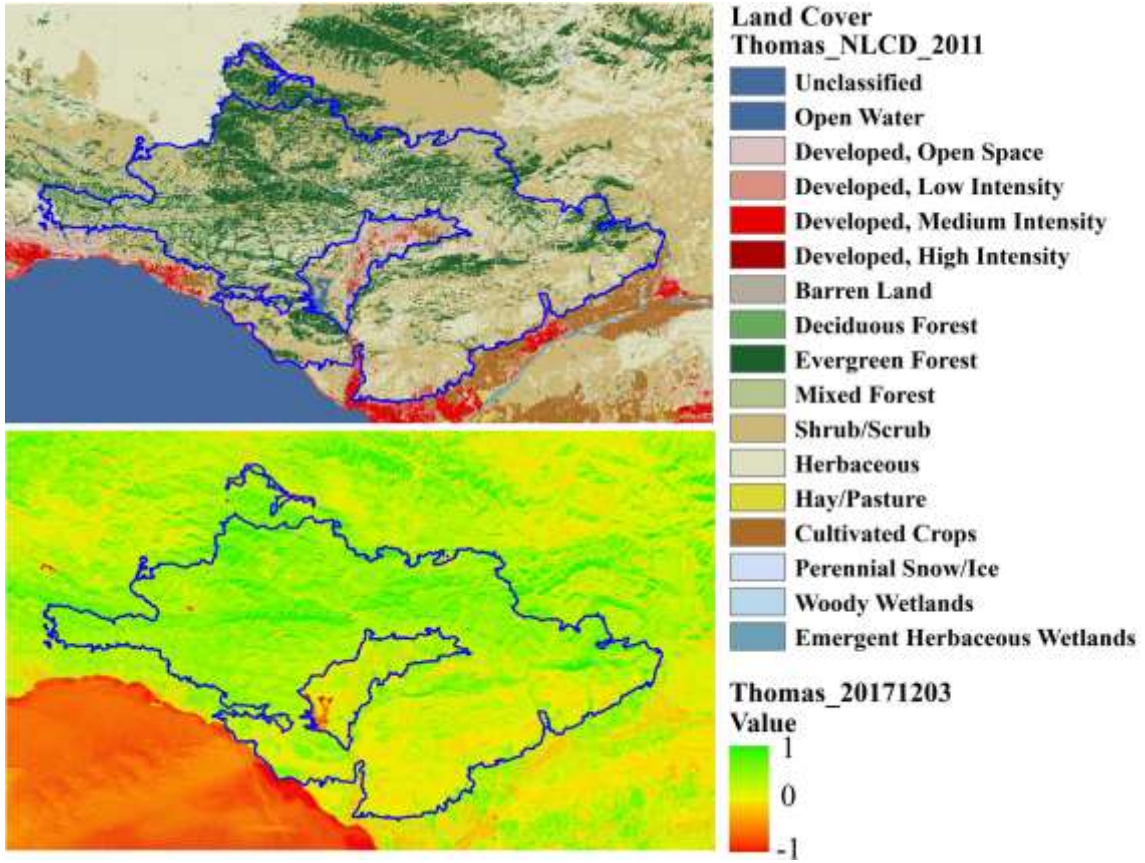 Land Cover
Thomas_NLCD_2011
Unclassified
Open Water
Developed, Open Space
Developed, Low Intensity
Developed, Medium Intensity
Developed, High Intensity
Barren Land
Deciduous Forest
Evergreen Forest
Mixed Forest
Shrub/Scrub
Herbaceous
Hay/Pasture
Cultivated Crops
Perennial Snow/Ice
Woody Wetlands
Emergent Herbaceous Wetlands
Thomas_20171203
Value
1
0
-1